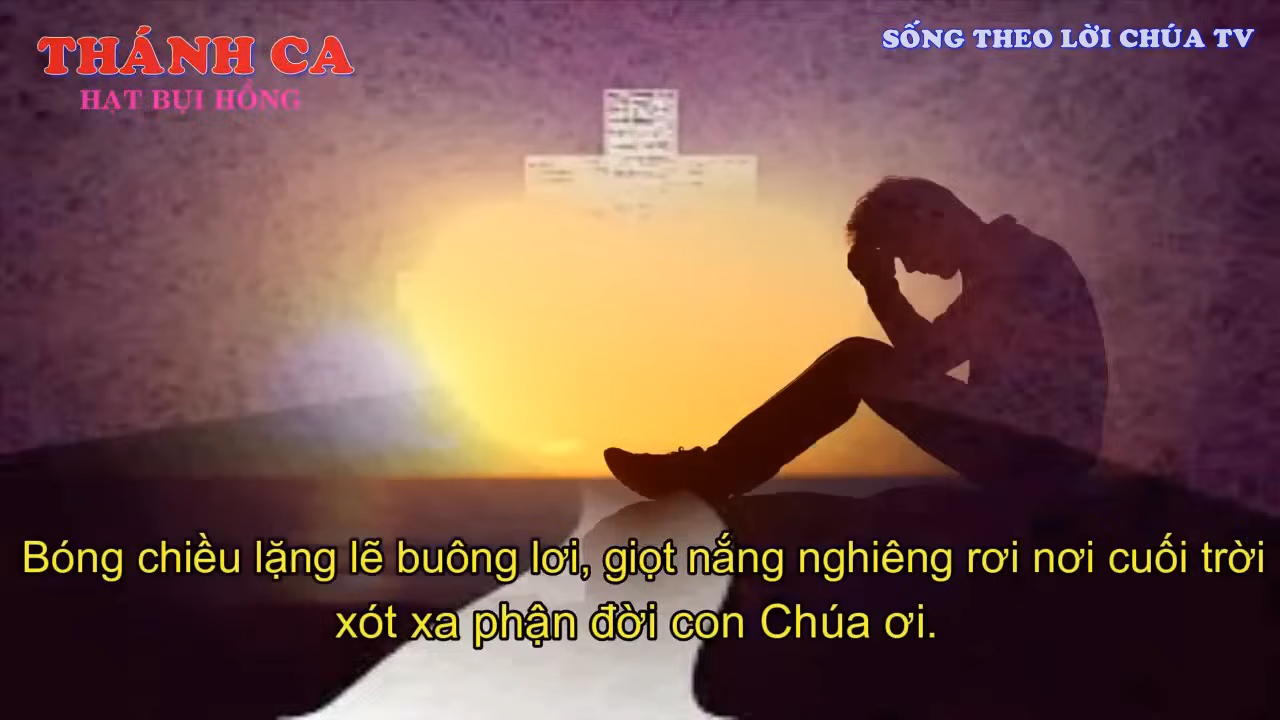 THÁNH CA
HẠT BỤI HỒNG
SỐNG THEO LỜI CHÚA TV
Bóng chiều lặng lẽ buông lơi, giọt nắng nghiêng rơi nơi cuối trời
xót xa phận đời con Chúa ơi.